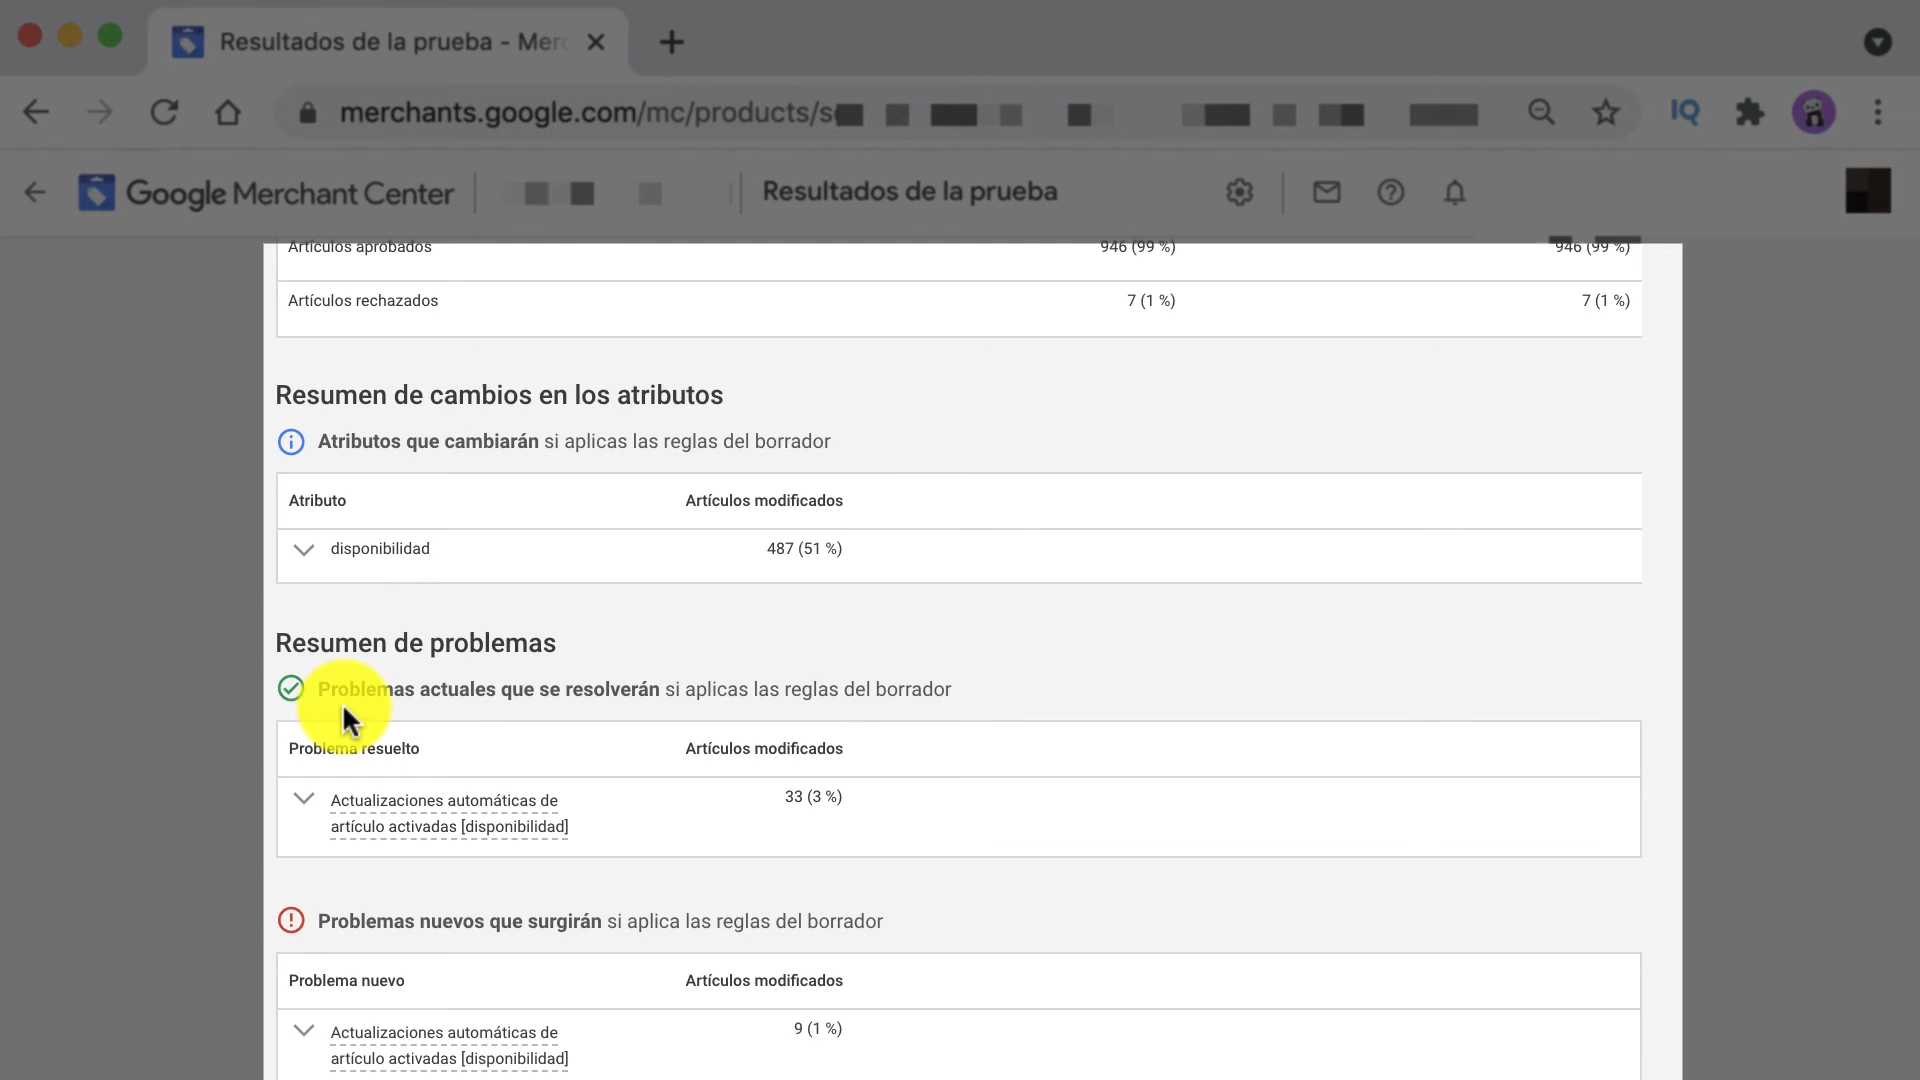 Resultados de la prueba - Merc
merchants.google.com/mc/products/s
IQ
Google Merchant Center
Resultados de la prueba
Artículos aprobados 946 (99 %) 946 (99 %)
Artículos rechazados 7 (1 %) 7 (1 %)
Resumen de cambios en los atributos
Atributos que cambiarán si aplicas las reglas del borrador
Atributo Artículos modificados
disponibilidad 487 (51 %)
Resumen de problemas
Problemas actuales que se resolverán si aplicas las reglas del borrador
Problema resuelto Artículos modificados
Actualizaciones automáticas de 33 (3 %)
artículo activadas [disponibilidad]
Problemas nuevos que surgirán si aplica las reglas del borrador
Problema nuevo Artículos modificados
Actualizaciones automáticas de 9 (1 %)
artículo activadas [disponibilidad]